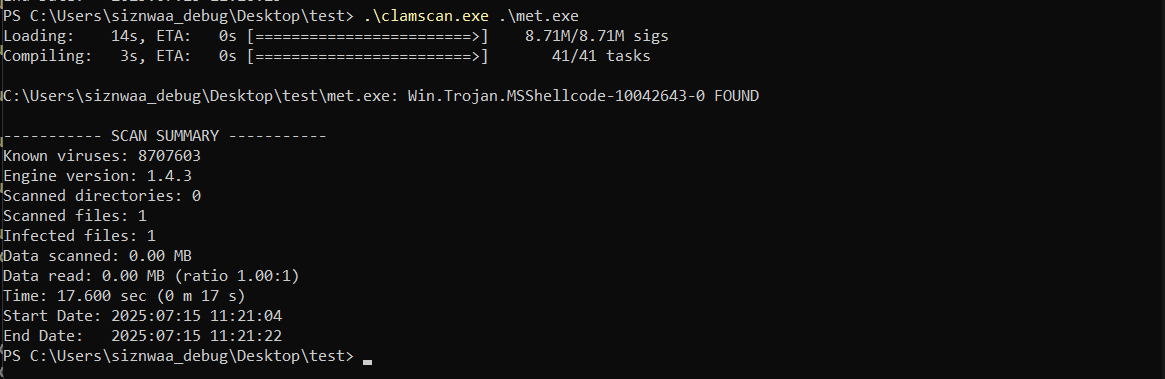 PS C:\Users\siznwaa_debug\Desktop\test> .\clamscan.exe .\met.exe
Loading:    14s, ETA:   0s [========================>]    8.71M/8.71M sigs
Compiling:   3s, ETA:   0s [========================>]       41/41 tasks
C:\Users\siznwaa_debug\Desktop\test\met.exe: Win.Trojan.MSShellcode-10042643-0 FOUND
----------- SCAN SUMMARY -----------
Known viruses: 8707603
Engine version: 1.4.3
Scanned directories: 0
Scanned files: 1
Infected files: 1
Data scanned: 0.00 MB
Data read: 0.00 MB (ratio 1.00:1)
Time: 17.600 sec (0 m 17 s)
Start Date: 2025:07:15 11:21:04
End Date:   2025:07:15 11:21:22
PS C:\Users\siznwaa_debug\Desktop\test>